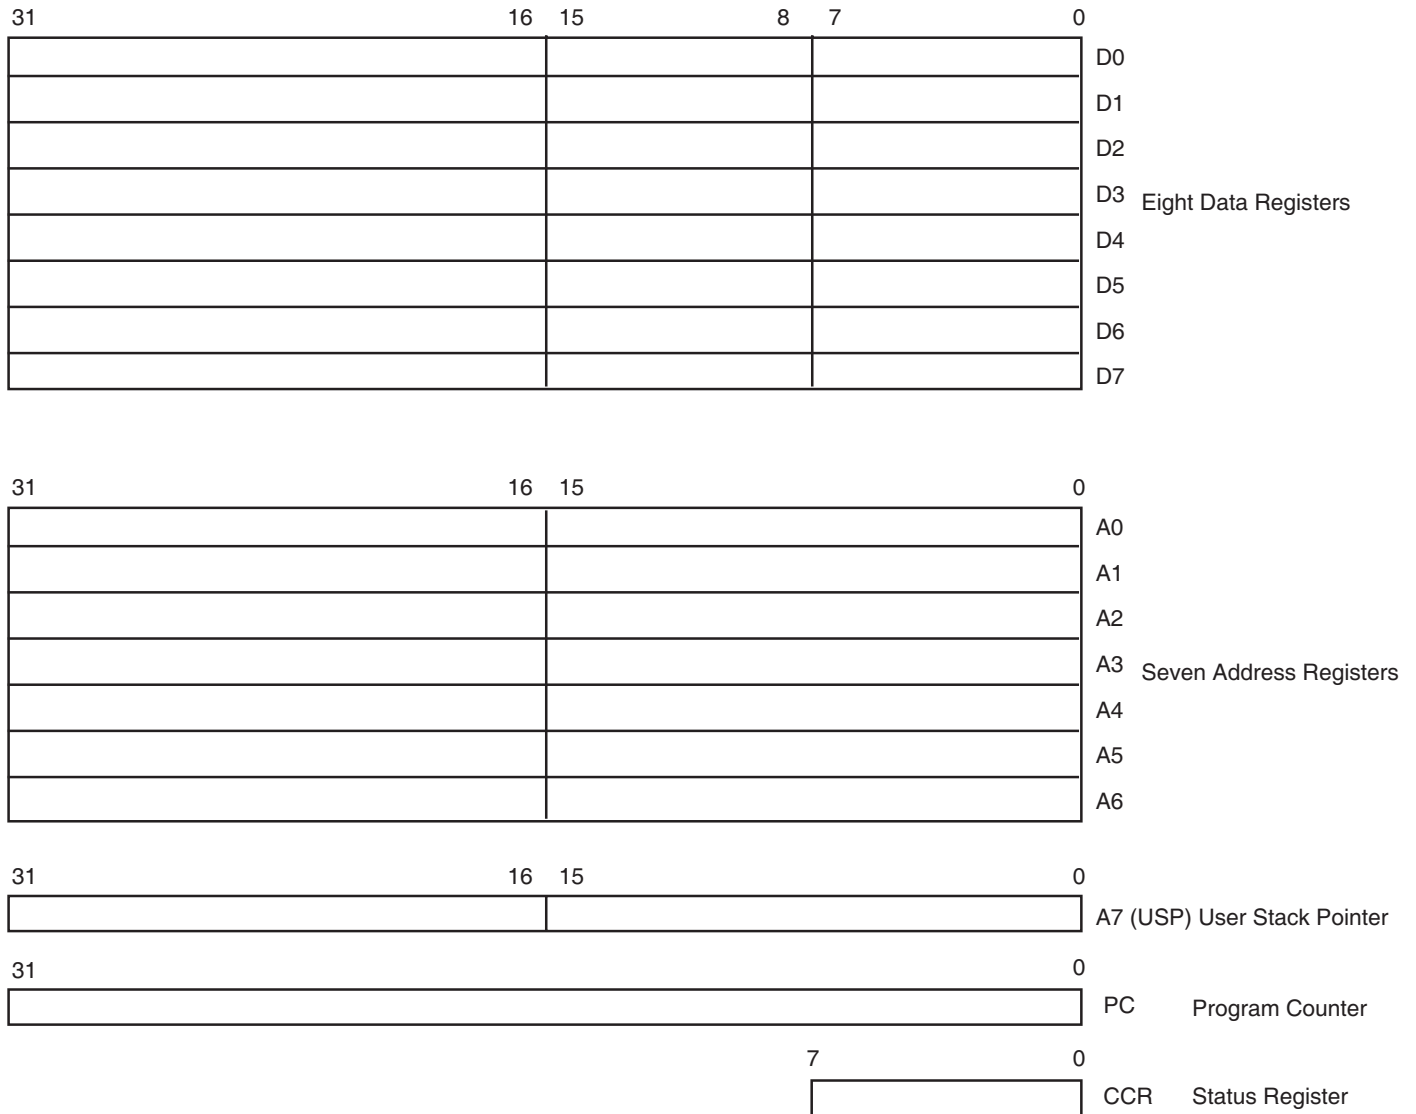 31 16 15 8 7 0
D0
D1
D2
D3 Eight Data Registers
D4
D5
D6
D7
31 16 15 0
A0
A1
A2
A3 Seven Address Registers
A4
A5
A6
31 16 15 0
A7 (USP) User Stack Pointer
31 0
PC Program Counter
7 0
CCR Status Register